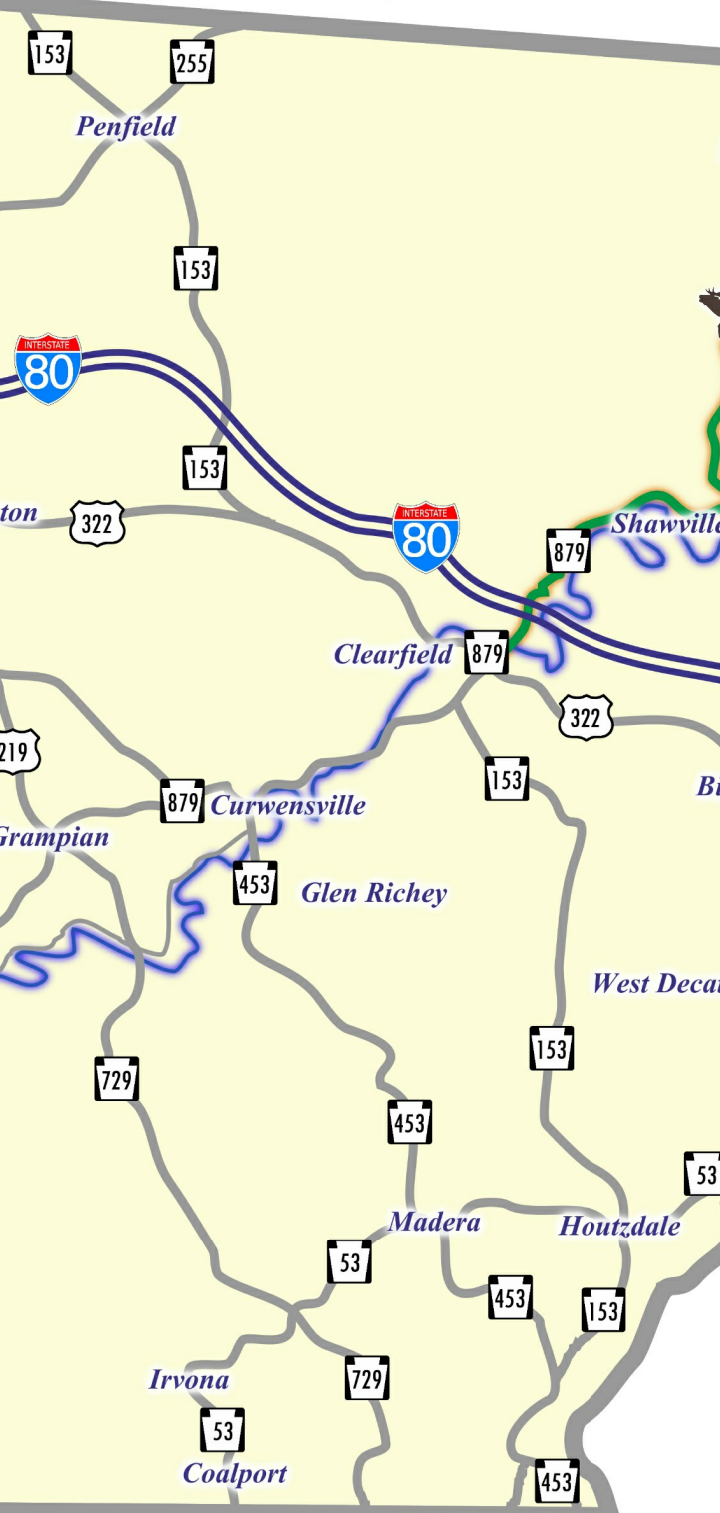 153
255
Penfield
153
INTERSTATE
80
153
322
INTERSTATE
80
879
Clearfield
879
322
219
153
879
Curwensville
Grampian
453
Glen Richey
153
729
453
53
Madera
Houtzdale
53
453
153
Irvona
729
53
Coalport
453